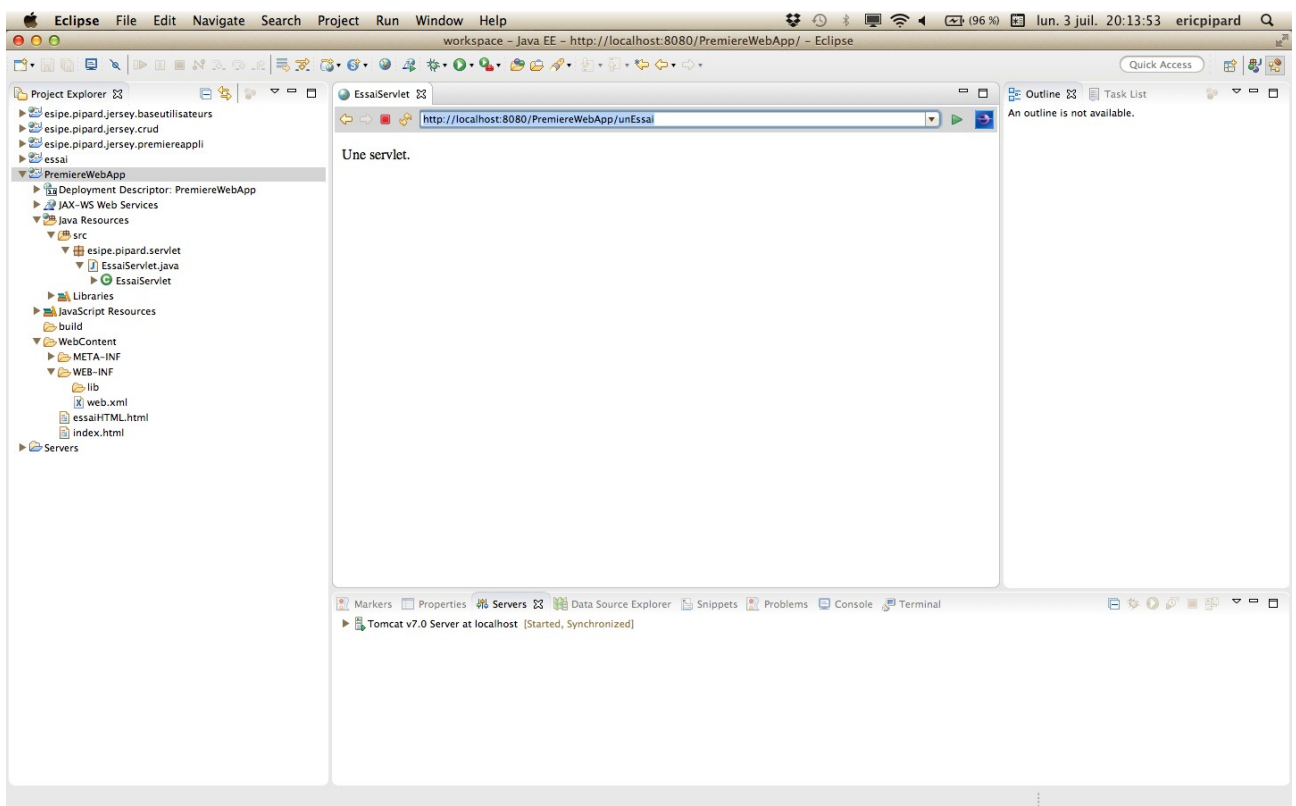 Eclipse File Edit Navigate Search Project Run Window Help (96 %) lun. 3 juil. 20:13:53 ericpipard
workspace – Java EE – http://localhost:8080/PremiereWebApp/ – Eclipse
Quick Access
Project Explorer
esipe.pipard.jersey.baseutilisateurs
esipe.pipard.jersey.crud
esipe.pipard.jersey.premiereappli
essai
PremiereWebApp
Deployment Descriptor: PremiereWebApp
JAX-WS Web Services
Java Resources
src
esipe.pipard.servlet
EssaiServlet.java
EssaiServlet
Libraries
JavaScript Resources
build
WebContent
META-INF
WEB-INF
lib
web.xml
essaiHTML.html
index.html
Servers
EssaiServlet
http://localhost:8080/PremiereWebApp/unEssai
Une servlet.
Outline Task List
An outline is not available.
Markers Properties Servers Data Source Explorer Snippets Problems Console Terminal
Tomcat v7.0 Server at localhost [Started, Synchronized]